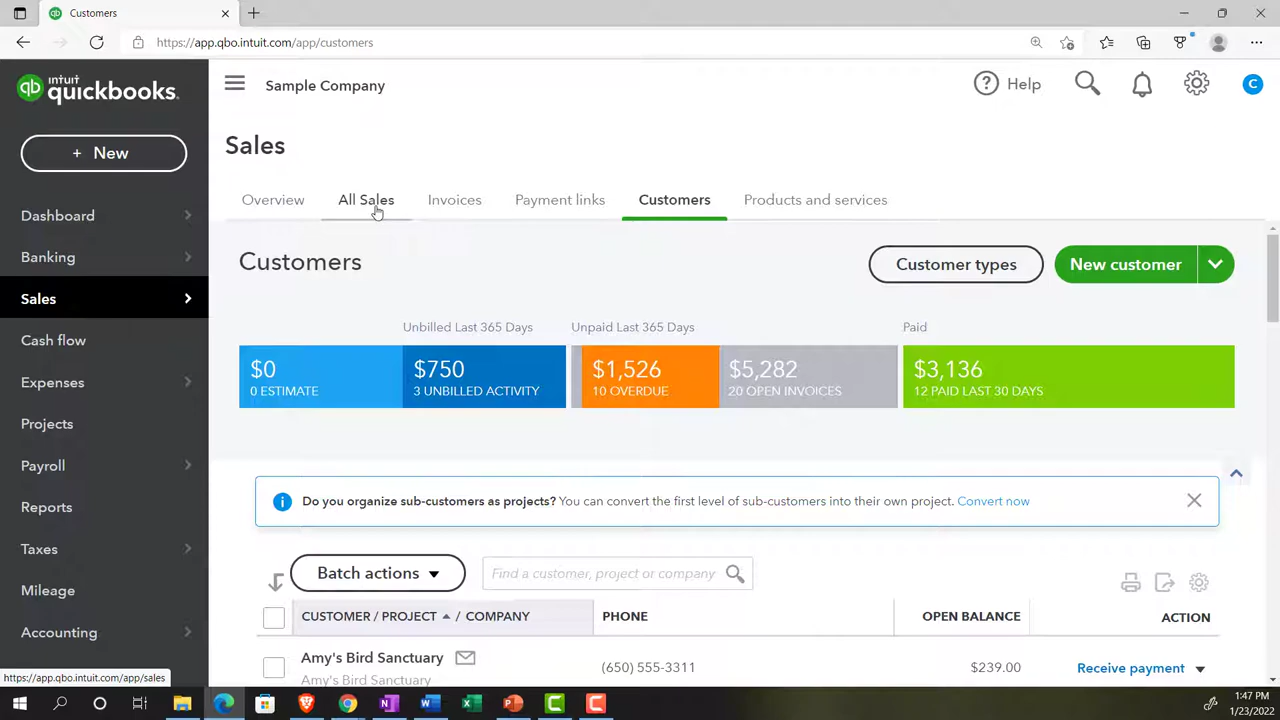 Customers
https://app.qbo.intuit.com/app/customers
intuit quickbooks.
Sample Company
Help
C
+ New
Dashboard
Banking
Sales
Cash flow
Expenses
Projects
Payroll
Reports
Taxes
Mileage
Accounting
Sales
Overview All Sales Invoices Payment links Customers Products and services
Customers
Customer types New customer
Unbilled Last 365 Days Unpaid Last 365 Days Paid
$0 $750 $1,526 $5,282 $3,136
0 ESTIMATE 3 UNBILLED ACTIVITY 10 OVERDUE 20 OPEN INVOICES 12 PAID LAST 30 DAYS
Do you organize sub-customers as projects? You can convert the first level of sub-customers into their own project. Convert now
Batch actions Find a customer, project or company
CUSTOMER / PROJECT / COMPANY PHONE OPEN BALANCE ACTION
Amy's Bird Sanctuary (650) 555-3311 $239.00 Receive payment
Amy's Bird Sanctuary
https://app.qbo.intuit.com/app/sales
1:47 PM
1/23/2022